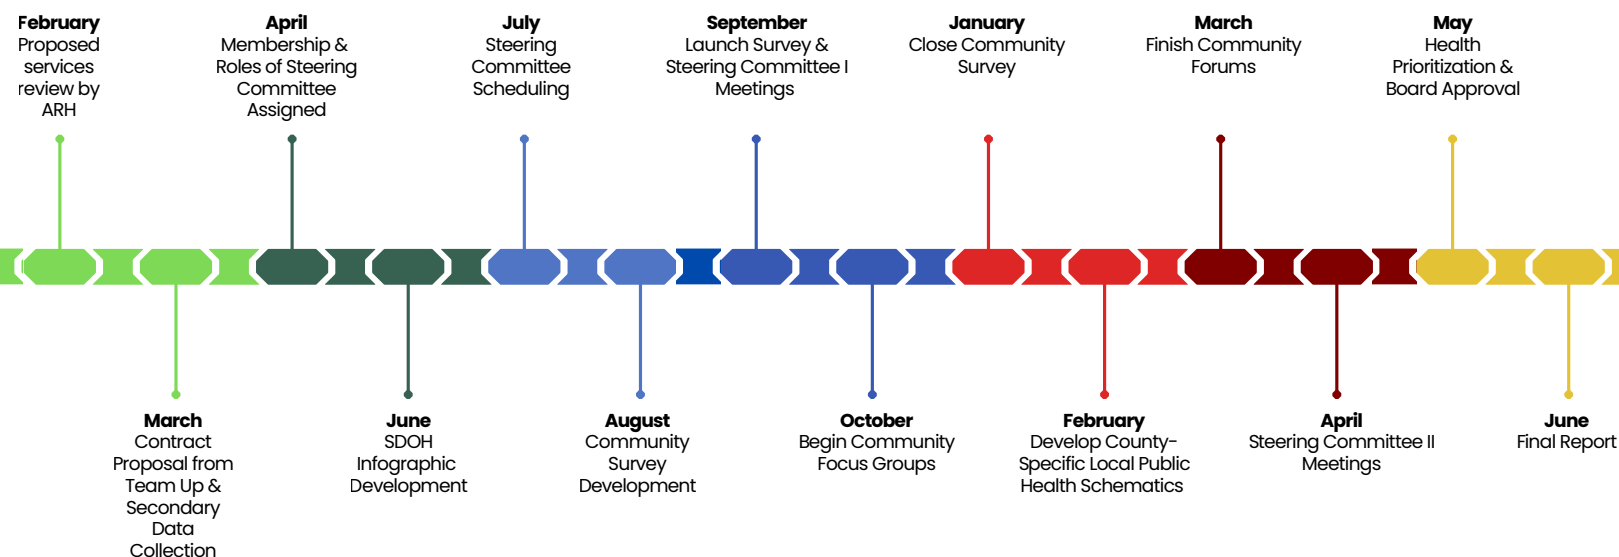 February
Proposed
services
review by
ARH
April
Membership &
Roles of Steering
Committee
Assigned
July
Steering
Committee
Scheduling
September
Launch Survey &
Steering Committee I
Meetings
January
Close Community
Survey
March
Finish Community
Forums
May
Health
Prioritization &
Board Approval
March
Contract
Proposal from
Team Up &
Secondary
Data
Collection
June
SDOH
Infographic
Development
August
Community
Survey
Development
October
Begin Community
Focus Groups
February
Develop County-
Specific Local Public
Health Schematics
April
Steering Committee II
Meetings
June
Final Report